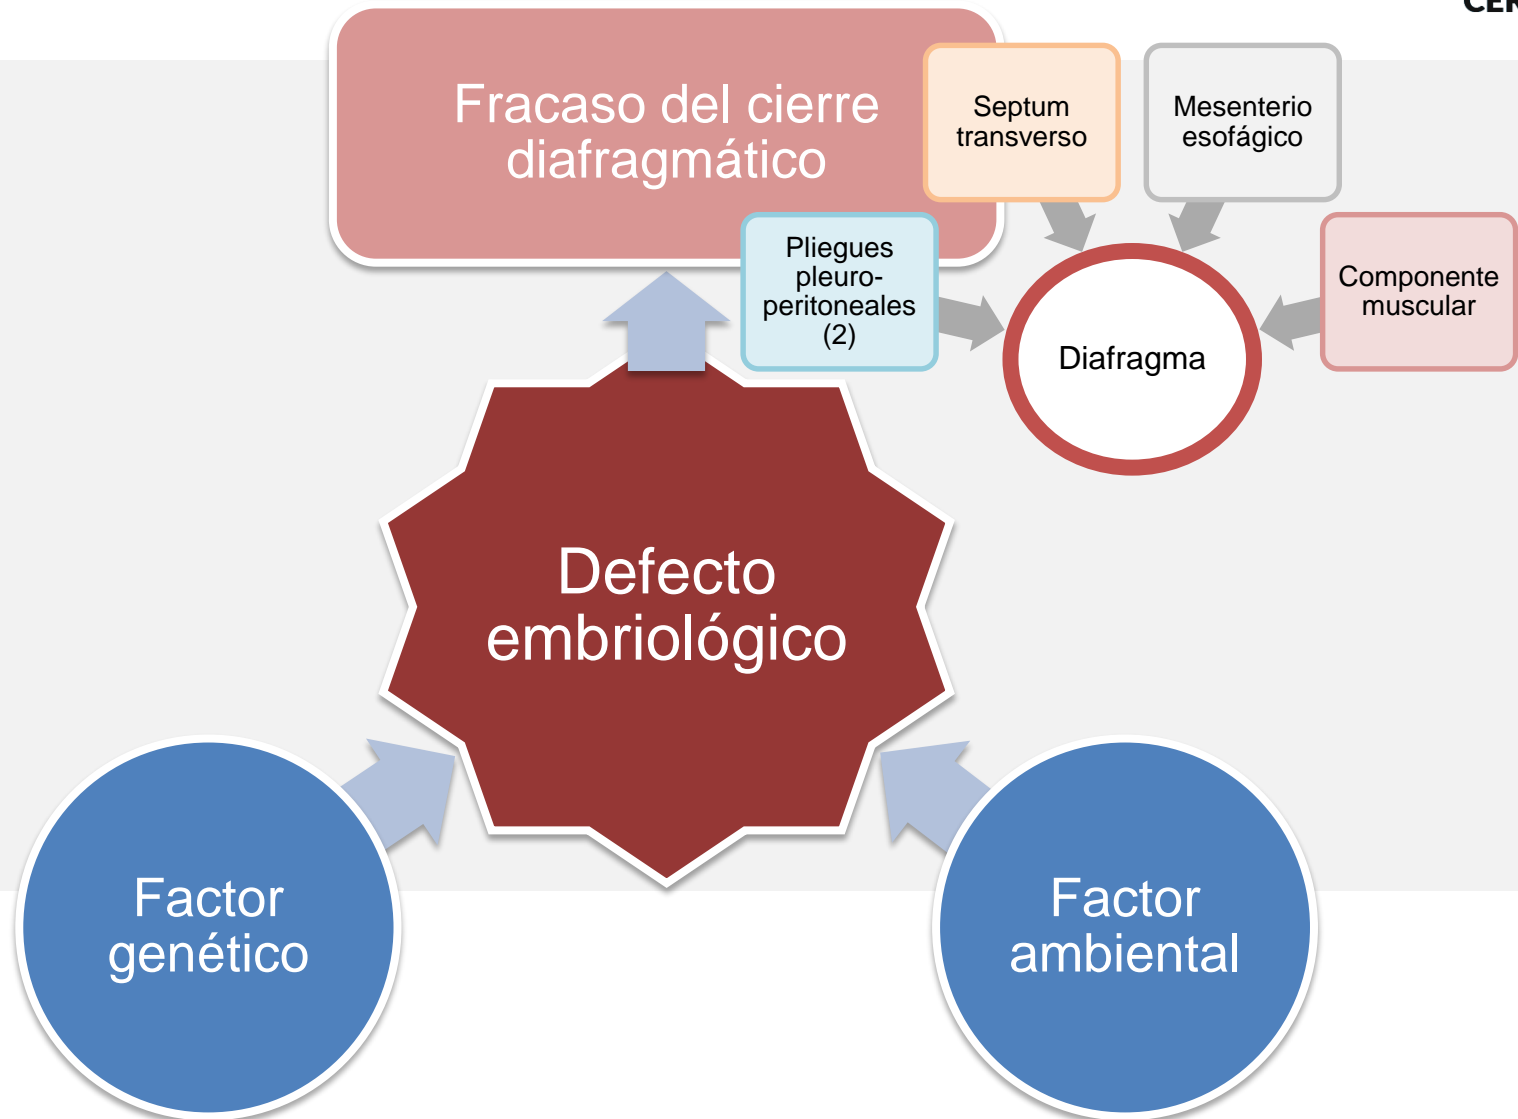 Fracaso del cierre
diafragmático
Septum
transverso
Mesenterio
esofágico
Pliegues
pleuro-
peritoneales
(2)
Componente
muscular
Diafragma
Defecto
embriológico
Factor
genético
Factor
ambiental